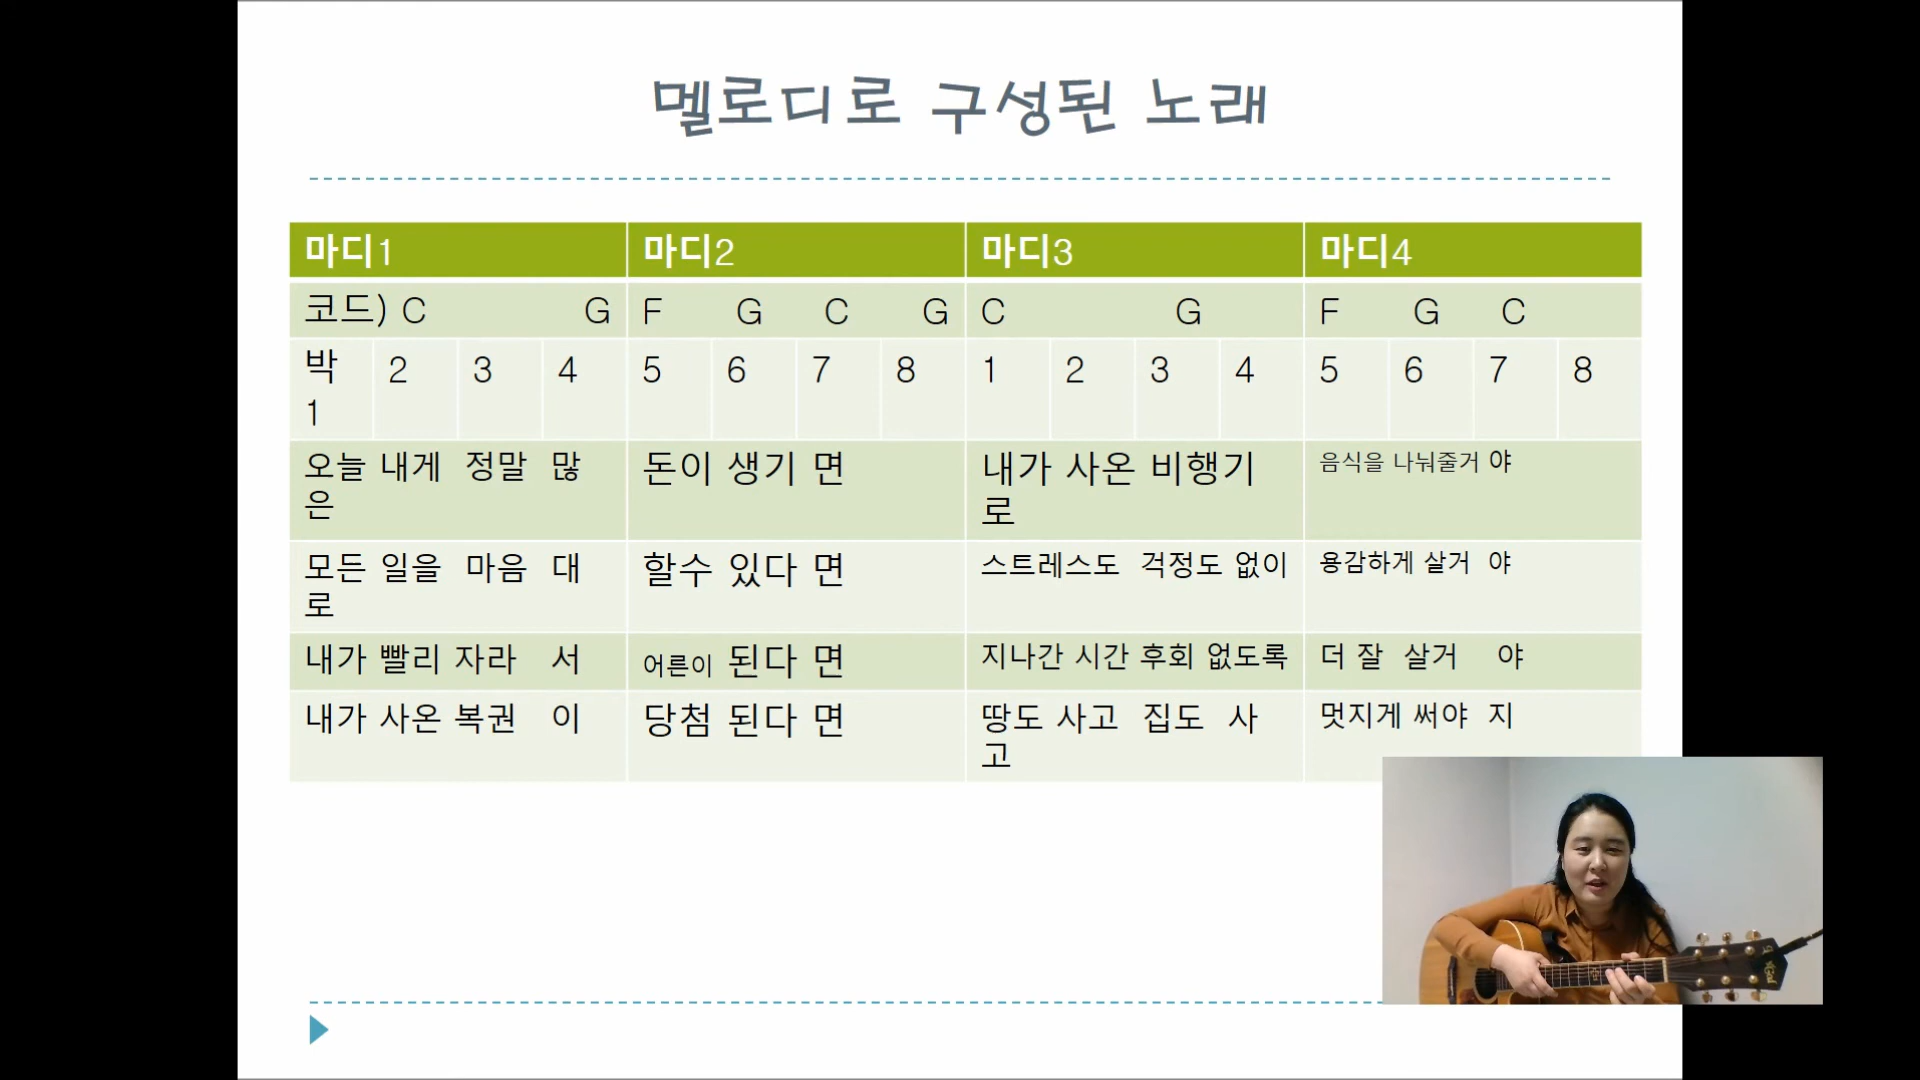 멜로디로 구성된 노래
마디1 마디2 마디3 마디4
코드) C G F G C G C G F G C
박 2 3 4 5 6 7 8 1 2 3 4 5 6 7 8
1
오늘 내게 정말 많 돈이 생기 면 내가 사온 비행기 음식을 나눠줄거 야
은 로
모든 일을 마음 대 할수 있다 면 스트레스도 걱정도 없이 용감하게 살거 야
로
내가 빨리 자라 서 어른이 된다 면 지나간 시간 후회 없도록 더 잘 살거 야
내가 사온 복권 이 당첨 된다 면 땅도 사고 집도 사 멋지게 써야 지
고